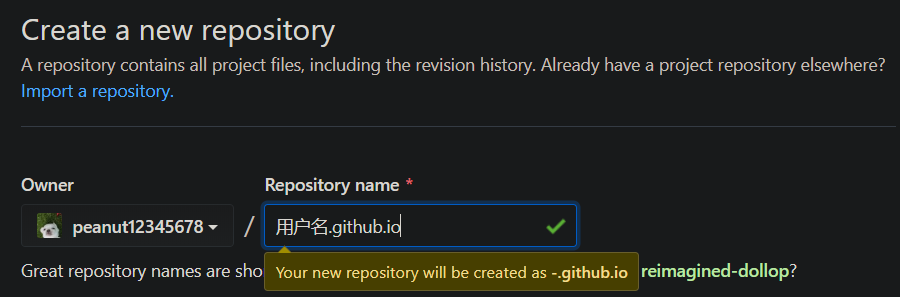 Create a new repository
A repository contains all project files, including the revision history. Already have a project repository elsewhere?
Import a repository.
Owner
Repository name *
peanut12345678
/
用户名.github.io
Your new repository will be created as -.github.io
Great repository names are sho
reimagined-dollop?